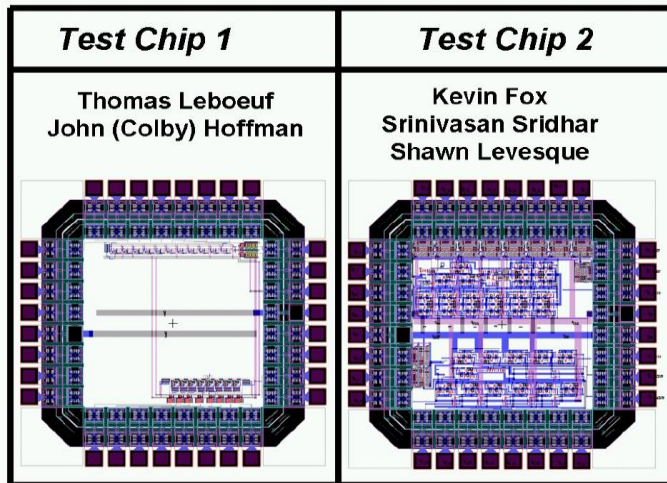 Test Chip 1
Test Chip 2
Thomas Leboeuf
John (Colby) Hoffman
Kevin Fox
Srinivasan Sridhar
Shawn Levesque